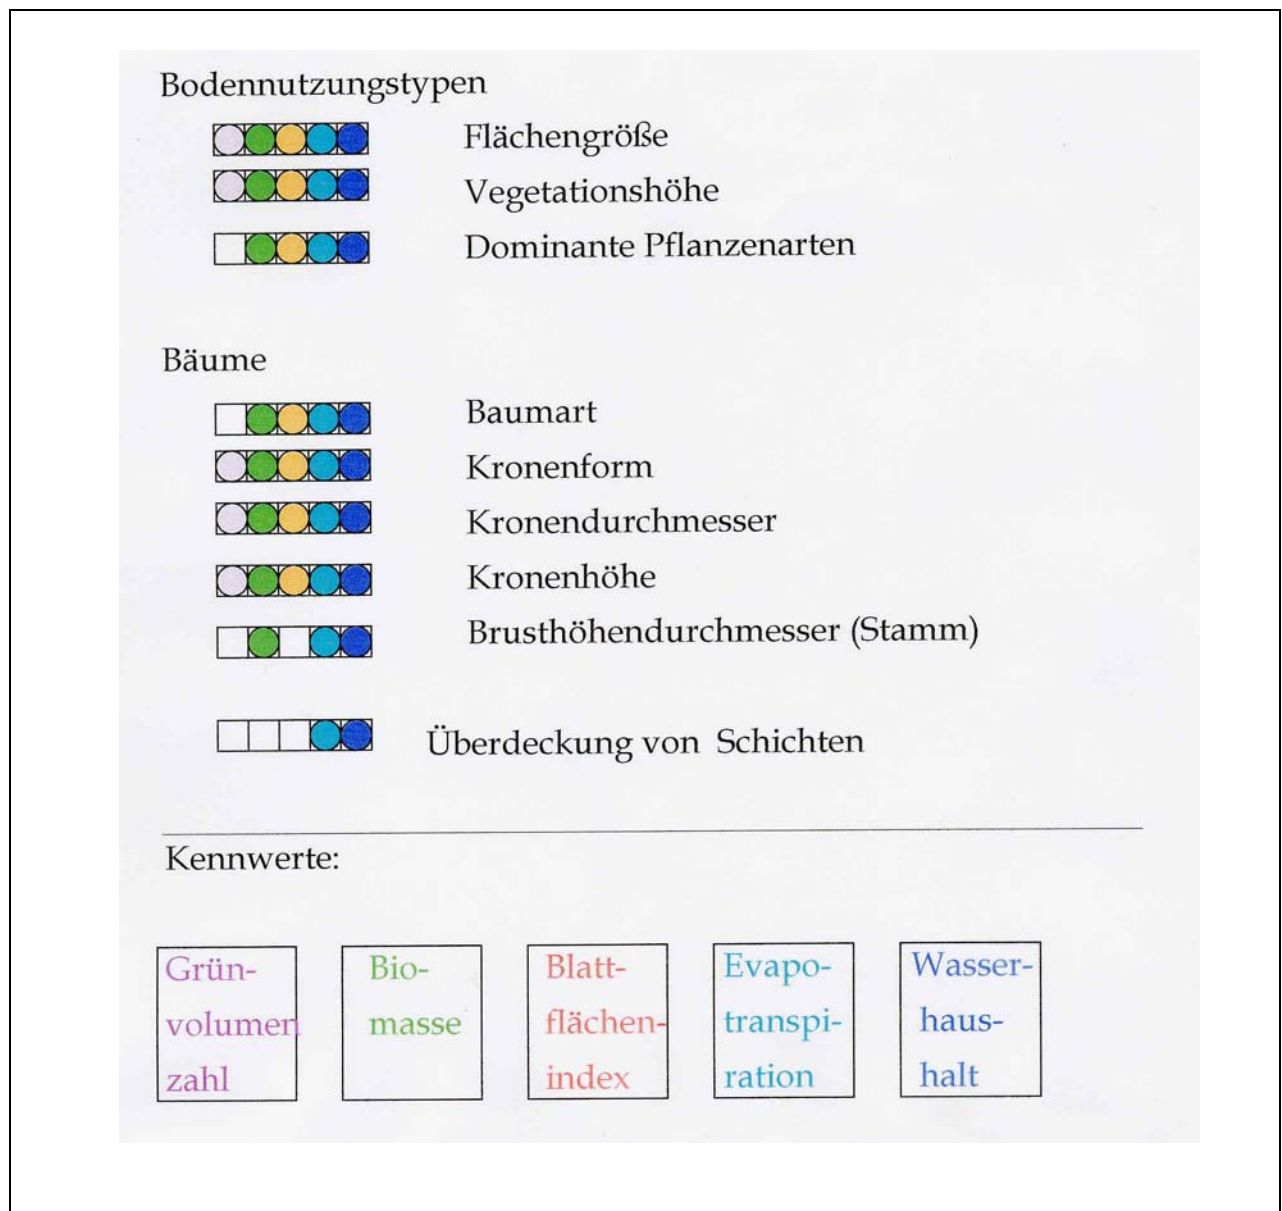 Bodennutzungstypen
Flächengröße
Vegetationshöhe
Dominante Pflanzenarten
Bäume
Baumart
Kronenform
Kronendurchmesser
Kronenhöhe
Brusthöhendurchmesser (Stamm)
Überdeckung von Schichten
Kennwerte:
Grün-
volumen
zahl
Bio-
masse
Blatt-
flächen-
index
Evapo-
transpi-
ration
Wasser-
haus-
halt